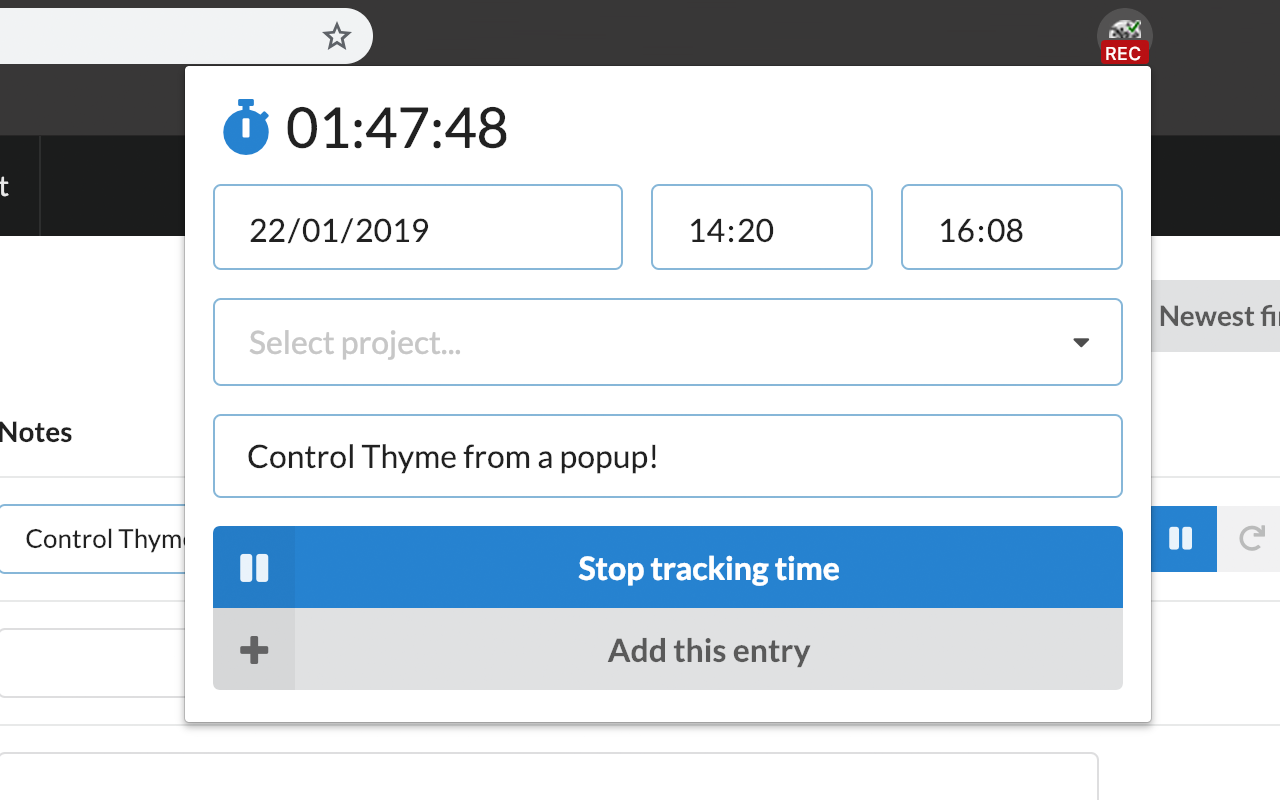 REC
01:47:48
t
22/01/2019 14:20 16:08
Newest fi
Select project...
Notes
Control Thyme from a popup!
Control Thym
Stop tracking time
Add this entry